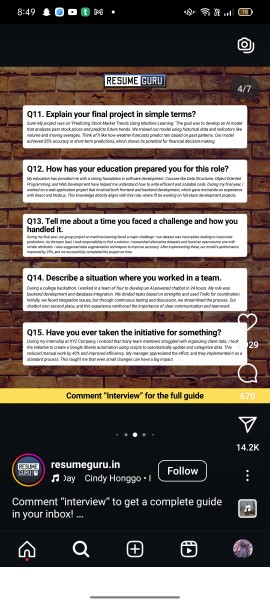 8:49
RESUME GURU
4/7
Q11. Explain your final project in simple terms?
Sure! My project was on "Predicting Stock Market Trends Using Machine Learning." The goal was to develop an AI model
that analyzes past stock prices and predict future trends. We trained our model using historical data and indicators like
volume and moving averages. Think of it like how weather forecasts predict rain based on past patterns. Our model
achieved 85% accuracy in short-term predictions, which shows its potential for financial decision-making.
Q12. How has your education prepared you for this role?
My education has provided me with a strong foundation in software development. Courses like Data Structures, Object-Oriented
Programming, and Web Development have helped me understand how to write efficient and scalable code. During my final year, I
worked on a web application project that involved both frontend and backend development, which gave me hands-on experience
with React and Node.js. This knowledge directly aligns with this role, where I'll be working on full-stack development projects.
Q13. Tell me about a time you faced a challenge and how you
handled it.
During my final year, our group project on machine learning faced a major challenge—our dataset was incomplete, leading to inaccurate
predictions. As the team lead, I took responsibility to find a solution. I researched alternative datasets and found an open-source one with
similar attributes. I also suggested data augmentation techniques to improve accuracy. After implementing these, our model's performance
improved by 25%, and we successfully completed the project on time.
Q14. Describe a situation where you worked in a team.
During a college hackathon, I worked in a team of four to develop an AI-powered chatbot in 24 hours. My role was
backend development and database integration. We divided tasks based on strengths and used Trello for coordination.
Initially, we faced integration issues, but through continuous testing and discussion, we streamlined the process. Our
chatbot won second place, and this experience reinforced the importance of clear communication and teamwork.
Q15. Have you ever taken the initiative for something?
During my internship at XYZ Company, I noticed that many team members struggled with organizing client data. I took
the initiative to create a Google Sheets automation using scripts to automatically update and categorize data. This
reduced manual work by 40% and improved efficiency. My manager appreciated the effort, and they implemented it as a
standard process. This taught me that even small changes can have a big impact.
929
Comment "Interview" for the full guide
670
14.2K
RESUME GURU
resumeguru.in
Day Cindy Honggo • I
Follow
Comment “interview” to get a complete guide
in your inbox! ...